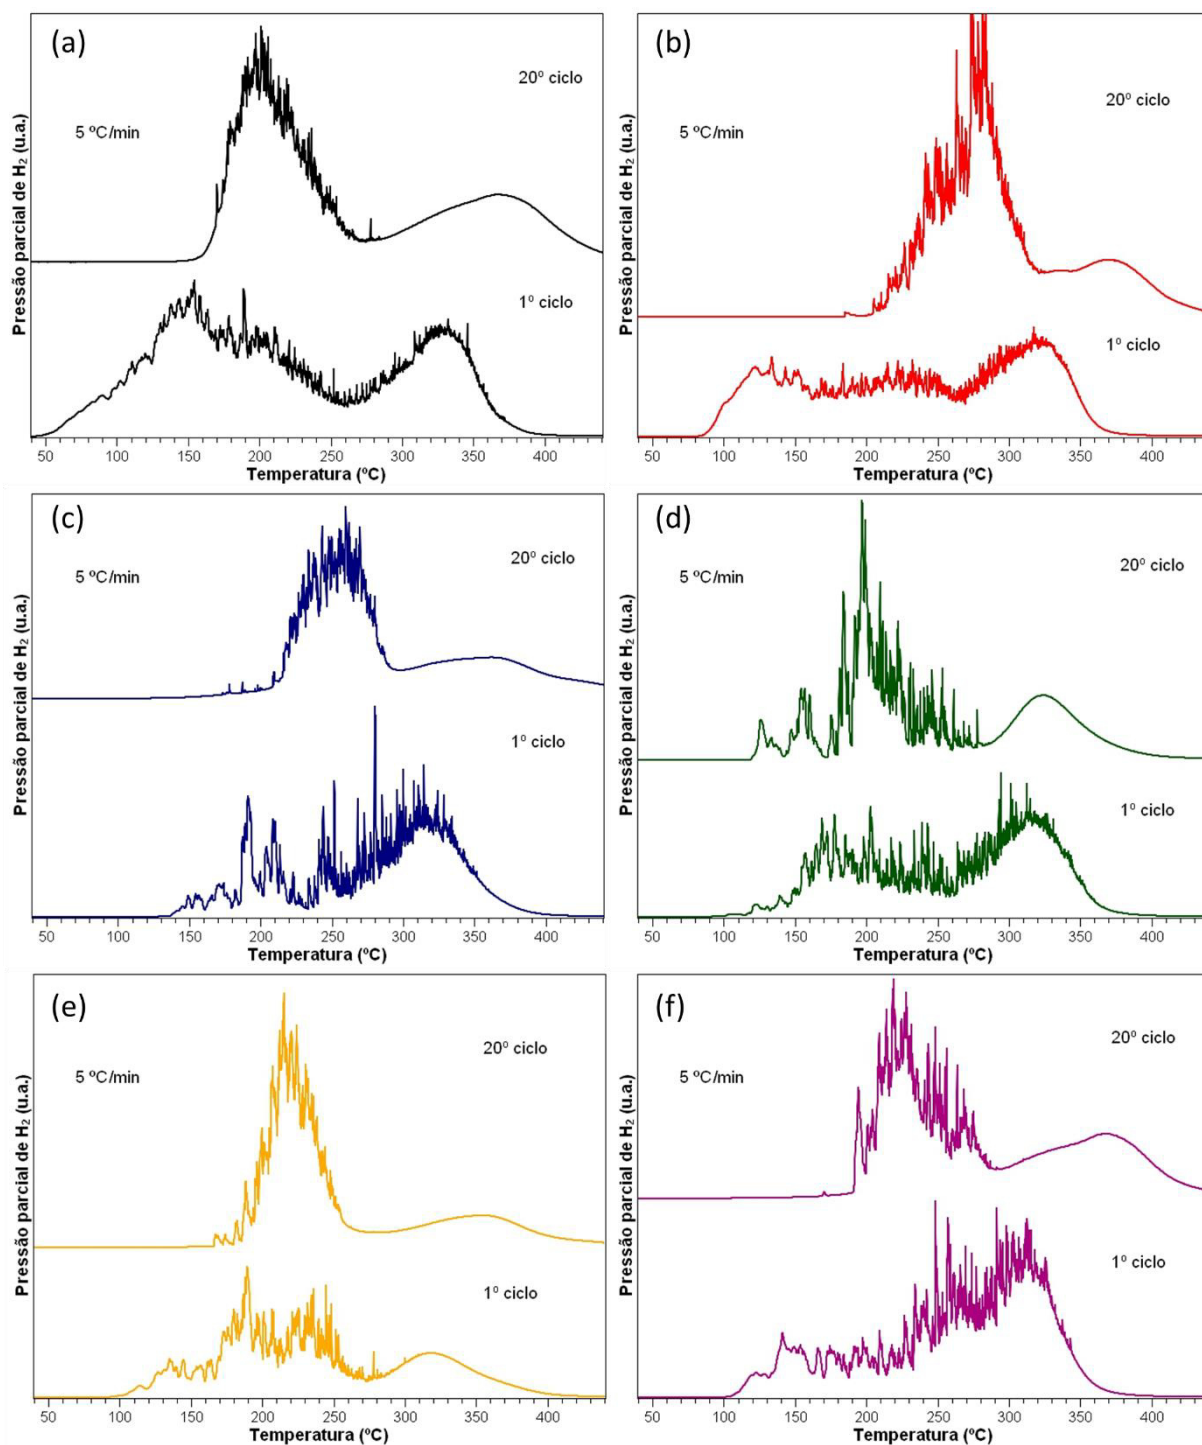 (a)
20º ciclo
5 ºC/min
1º ciclo
Pressão parcial de H₂ (u.a.)
50 100 150 200 250 300 350 400
Temperatura (ºC)
(b)
20º ciclo
5 ºC/min
1º ciclo
Pressão parcial de H₂ (u.a.)
50 100 150 200 250 300 350 400
Temperatura (ºC)
(c)
20º ciclo
5 ºC/min
1º ciclo
Pressão parcial de H₂ (u.a.)
50 100 150 200 250 300 350 400
Temperatura (ºC)
(d)
20º ciclo
5 ºC/min
1º ciclo
Pressão parcial de H₂ (u.a.)
50 100 150 200 250 300 350 400
Temperatura (ºC)
(e)
20º ciclo
5 ºC/min
1º ciclo
Pressão parcial de H₂ (u.a.)
50 100 150 200 250 300 350 400
Temperatura (ºC)
(f)
20º ciclo
5 ºC/min
1º ciclo
Pressão parcial de H₂ (u.a.)
50 100 150 200 250 300 350 400
Temperatura (ºC)